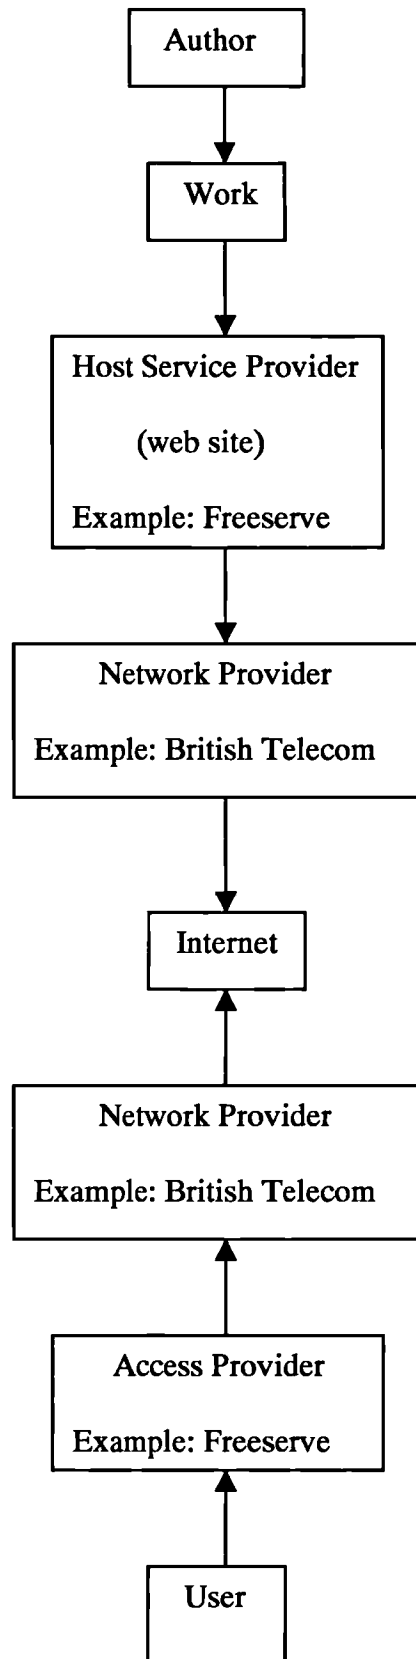 Author
Work
Host Service Provider
(web site)
Example: Freeserve
Network Provider
Example: British Telecom
Internet
Network Provider
Example: British Telecom
Access Provider
Example: Freeserve
User